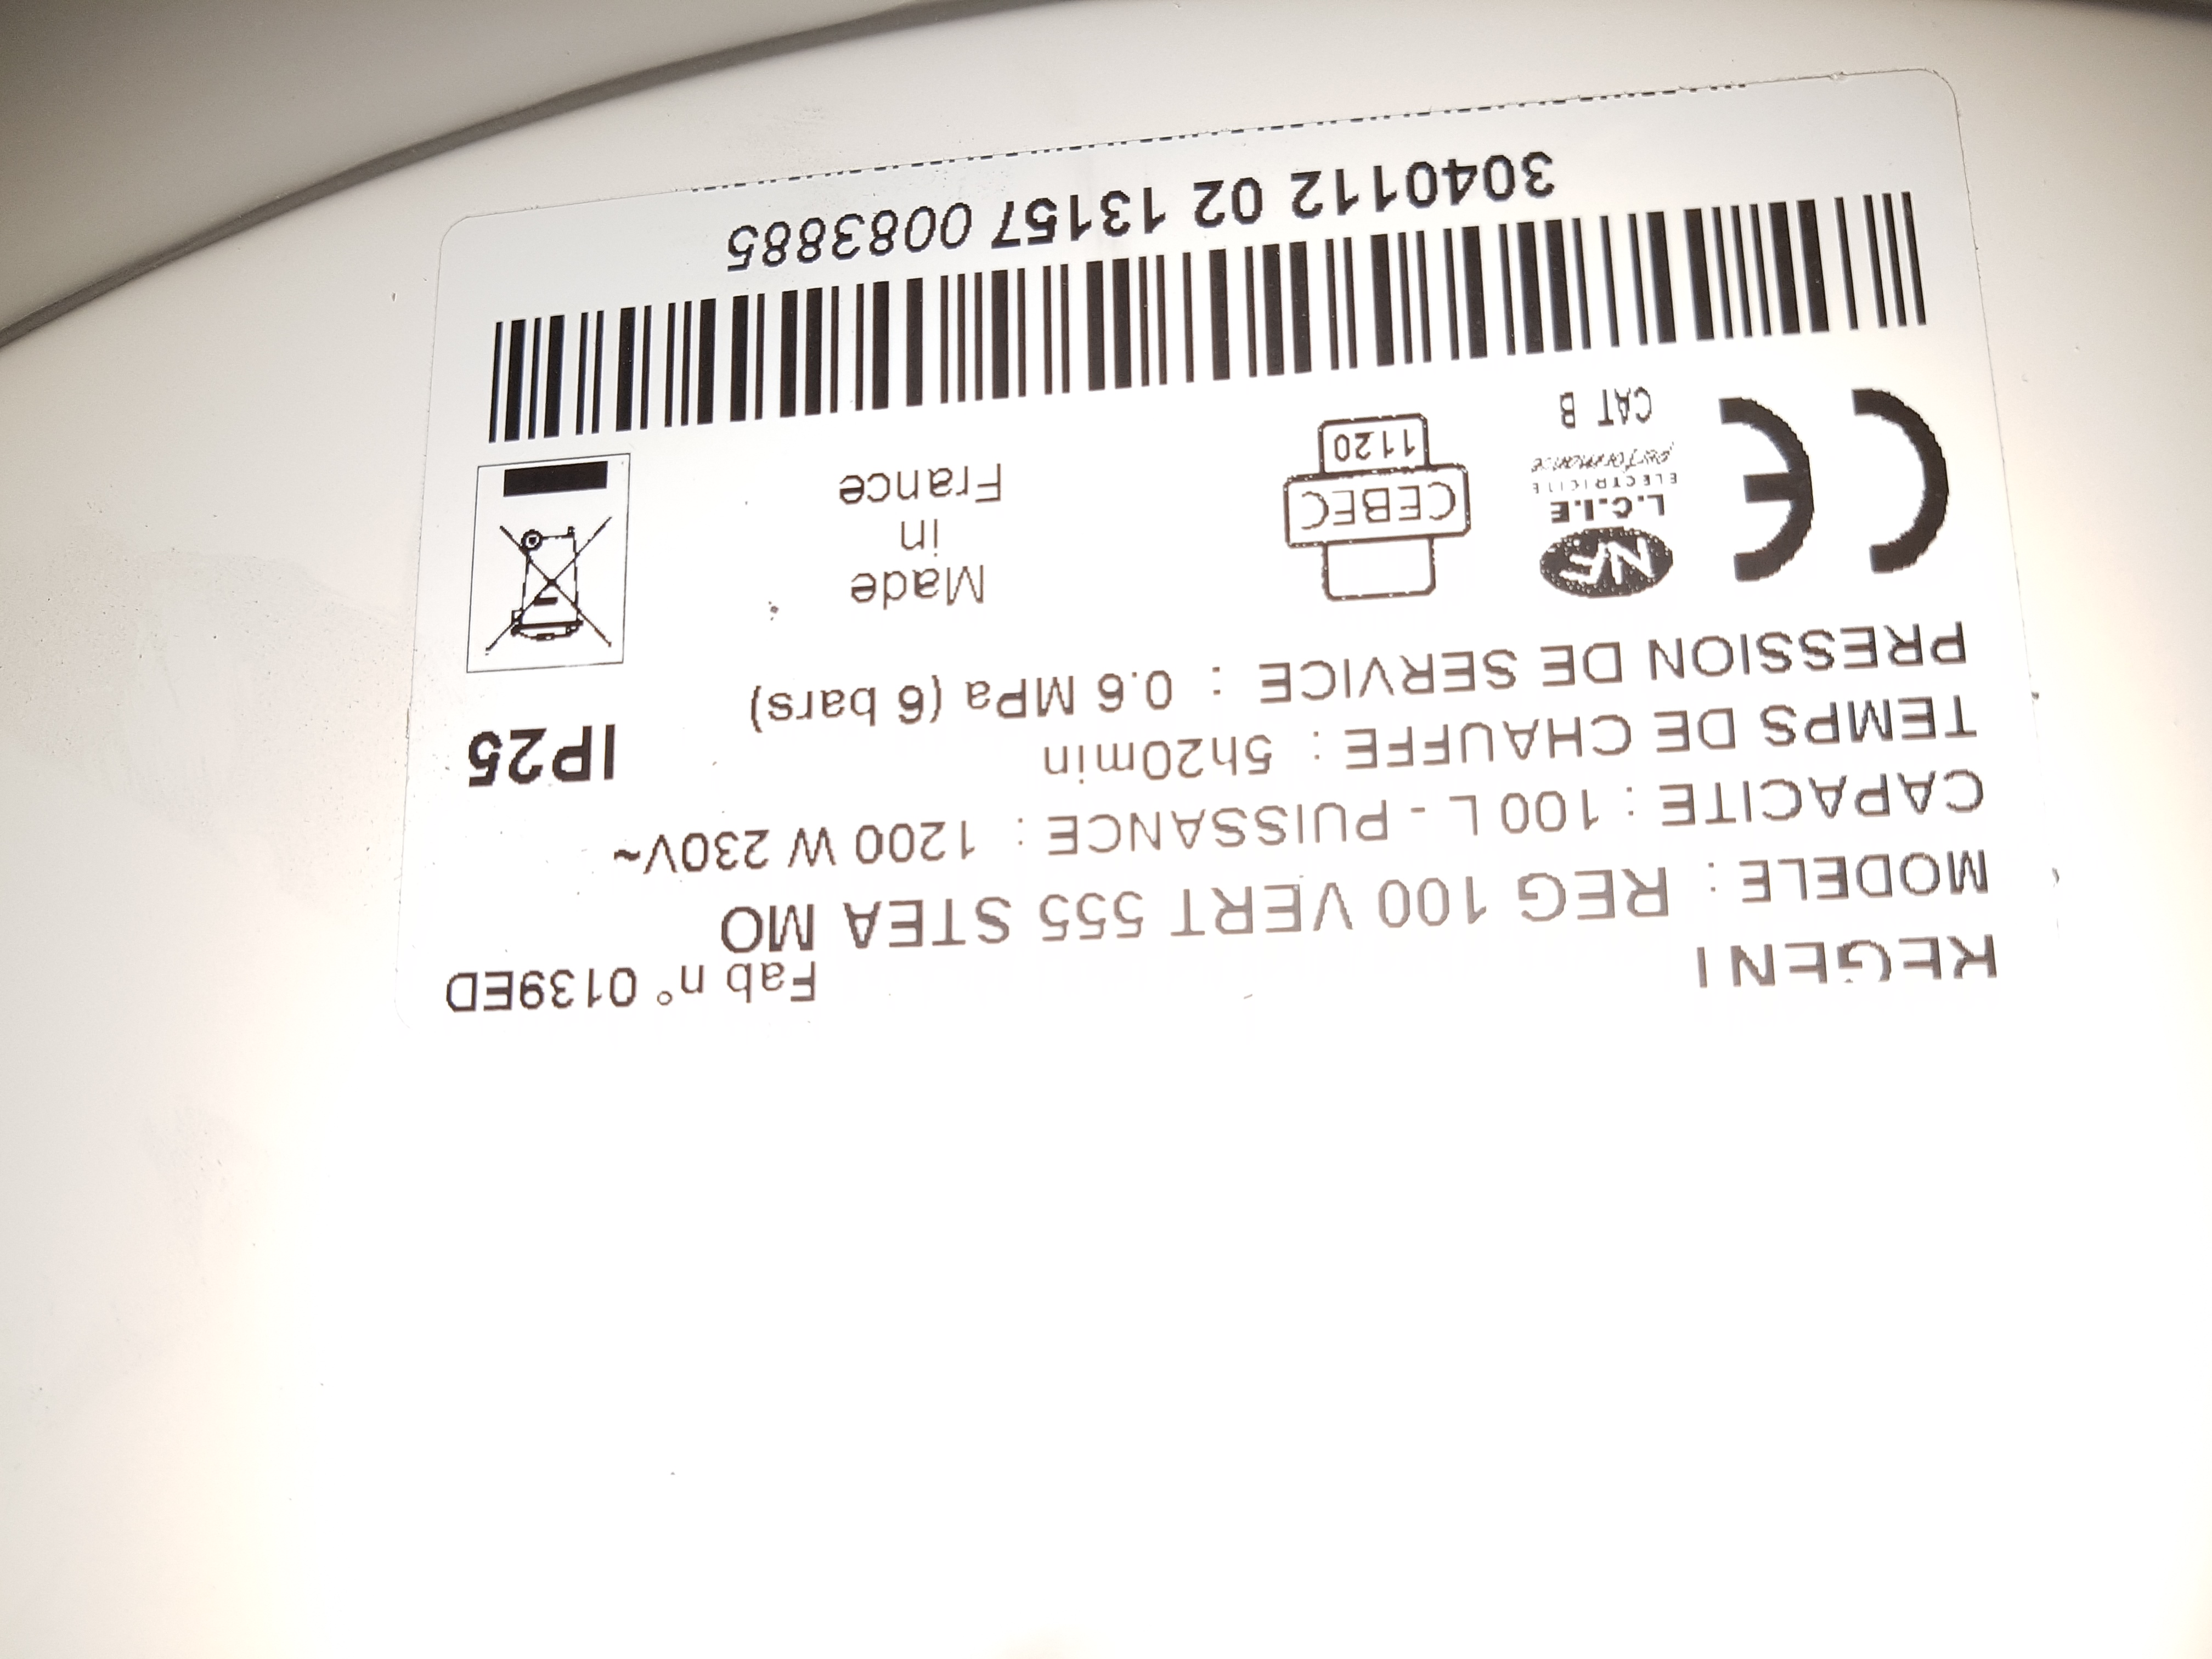 REGENT
Fab n° 0139ED
MODELE : REG 100 VERT 555 STEA MO
CAPACITE : 100 L - PUISSANCE : 1200 W 230V~
TEMPS DE CHAUFFE : 5h20min
PRESSION DE SERVICE : 0.6 MPa (6 bars)
IP25
CE
NF
L.C.I.E
ELECTRICITE
performance
CAT B
CEBEC
1120
Made
in
France
3040112 02 13157 0083885